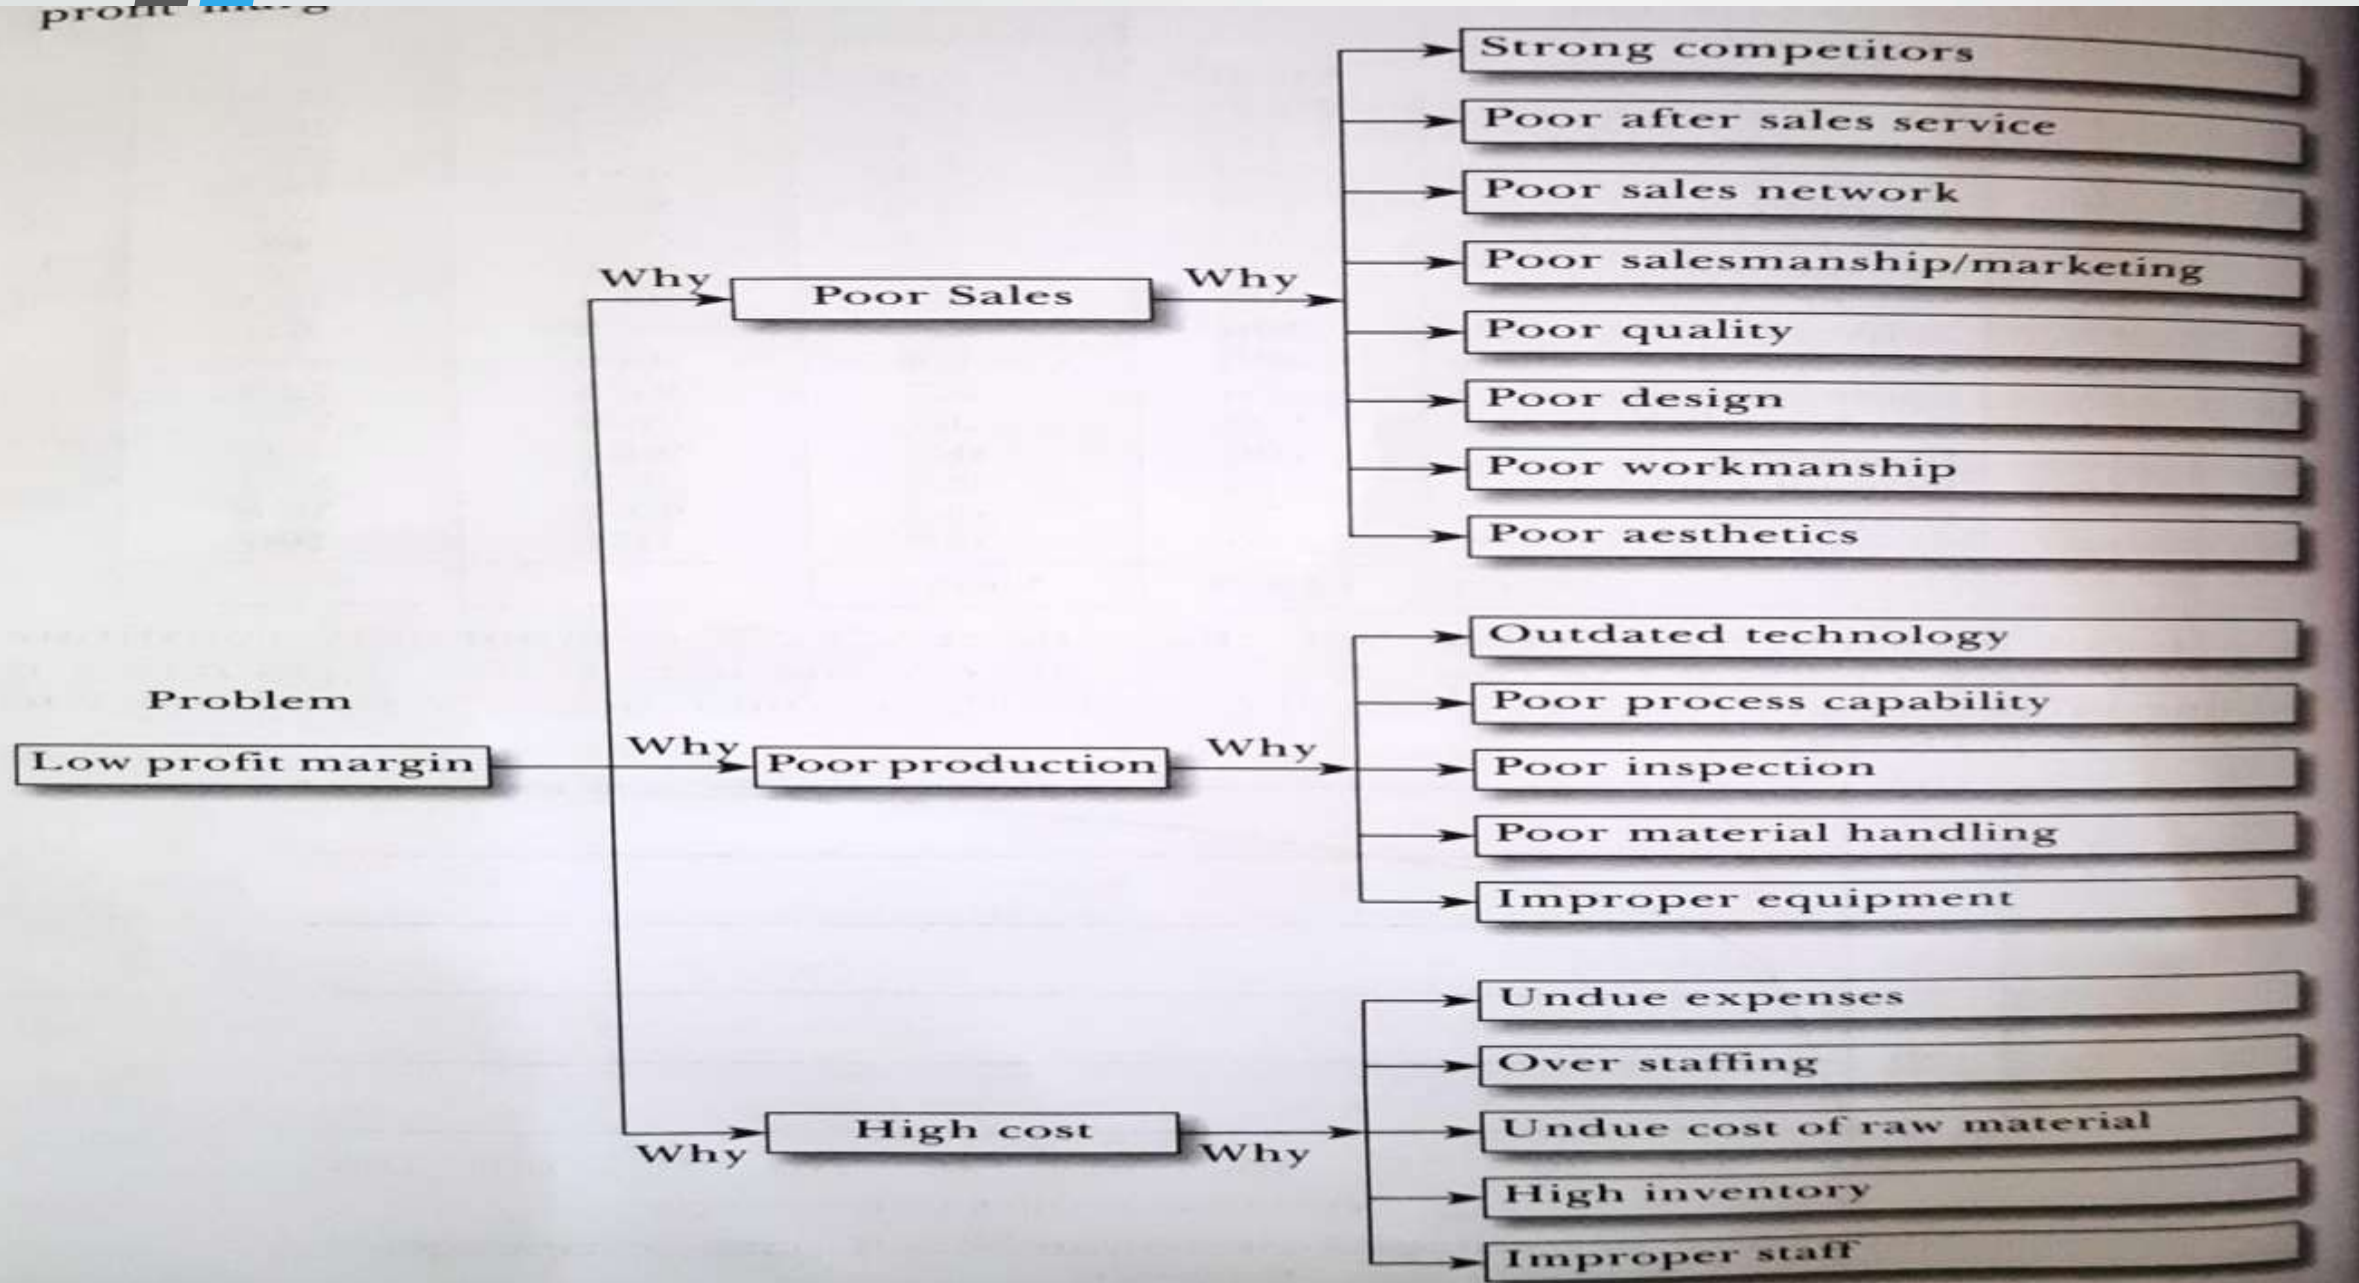 profit
Strong competitors
Poor after sales service
Poor sales network
Poor salesmanship/marketing
Why
Poor Sales
Why
Poor quality
Poor design
Poor workmanship
Poor aesthetics
Outdated technology
Problem
Poor process capability
Low profit margin
Why
Poor production
Why
Poor inspection
Poor material handling
Improper equipment
Undue expenses
Over staffing
Why
High cost
Why
Undue cost of raw material
High inventory
Improper staff